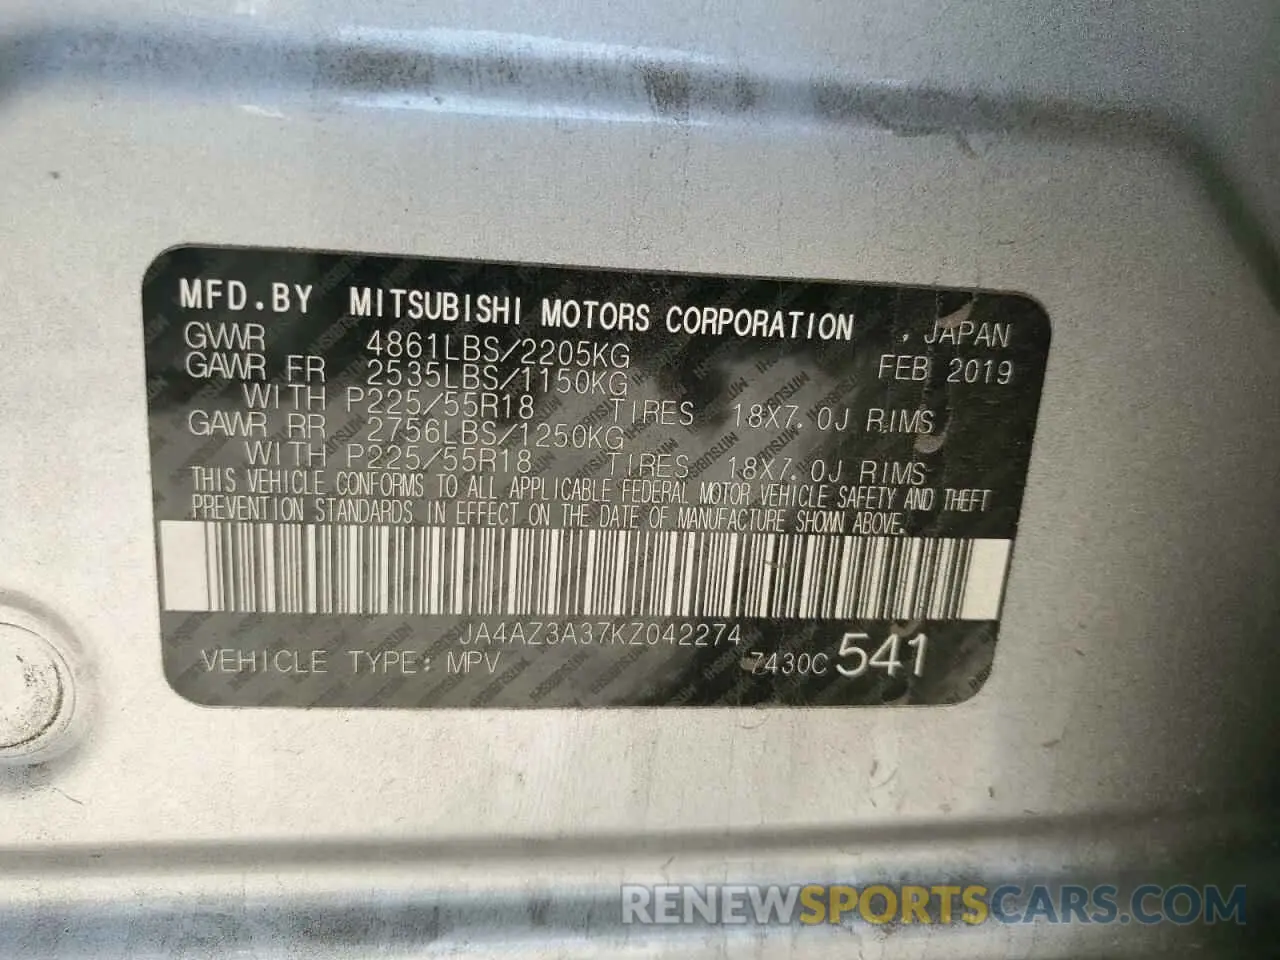 MFD.BY MITSUBISHI MOTORS CORPORATION , JAPAN
GVWR 4861LBS/2205KG FEB 2019
GAWR FR 2535LBS/1150KG
WITH P225/55R18 TIRES 18X7.0J RIMS
GAWR RR 2756LBS/1250KG
WITH P225/55R18 TIRES 18X7.0J RIMS
THIS VEHICLE CONFORMS TO ALL APPLICABLE FEDERAL MOTOR VEHICLE SAFETY AND THEFT
PREVENTION STANDARDS IN EFFECT ON THE DATE OF MANUFACTURE SHOWN ABOVE.
JA4AZ3A37KZ042274
VEHICLE TYPE: MPV 7430C 541
RENEWSPORTSCARS.COM